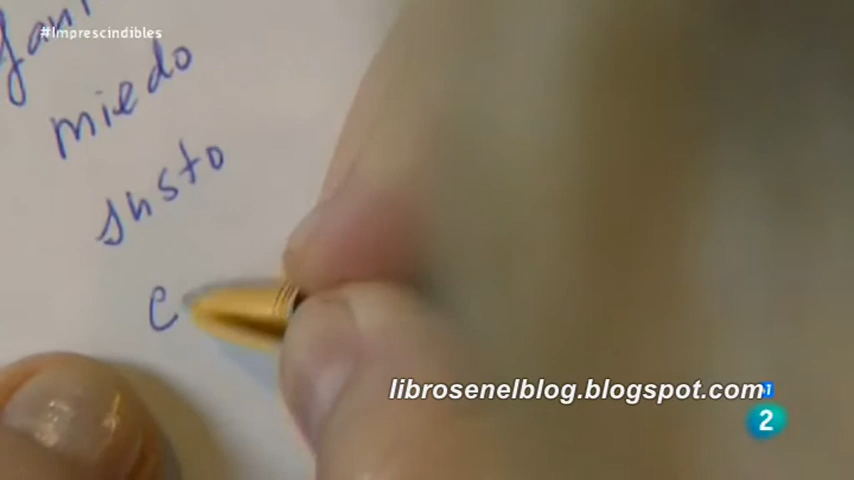 #Imprescindibles
miedo
susto
e
librosenelblog.blogspot.com
2